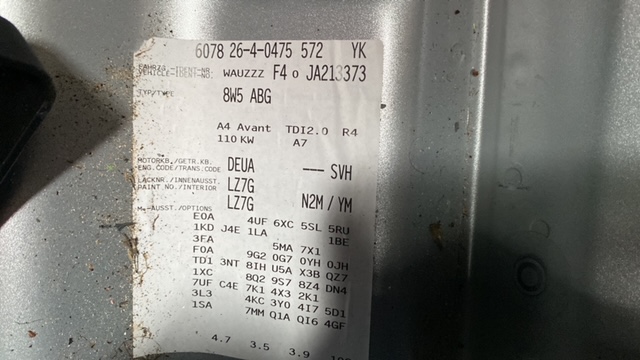 6078 26-4-0475 572 YK
FAHRZG.-IDENT-NR.
VEHICLE-IDENT-NO. WAUZZZ F4 0 JA213373
TYP/TYPE 8W5 ABG
A4 Avant TDI2.0 R4
110 KW A7
MOTORKB./GETR.KB.
ENG.CODE/TRANS.CODE DEUA --- SVH
LACKNR./INNENAUSST.
PAINT NO./INTERIOR LZ7G
LZ7G N2M / YM
M.-AUSST./OPTIONS
E0A 4UF 6XC 5SL 5RU
1KD J4E 1LA 1BE
3FA 5MA 7X1
F0A 9G2 0G7 0YH 0JH
TD1 3NT 8IH U5A X3B QZ7
1XC 8Q2 9S7 8Z4 DN4
7UF C4E 7K1 4X3 2K1
3L3 4KC 3Y0 4I7 5D1
1SA 7MM Q1A QI6 4GF
4.7 3.5 3.9